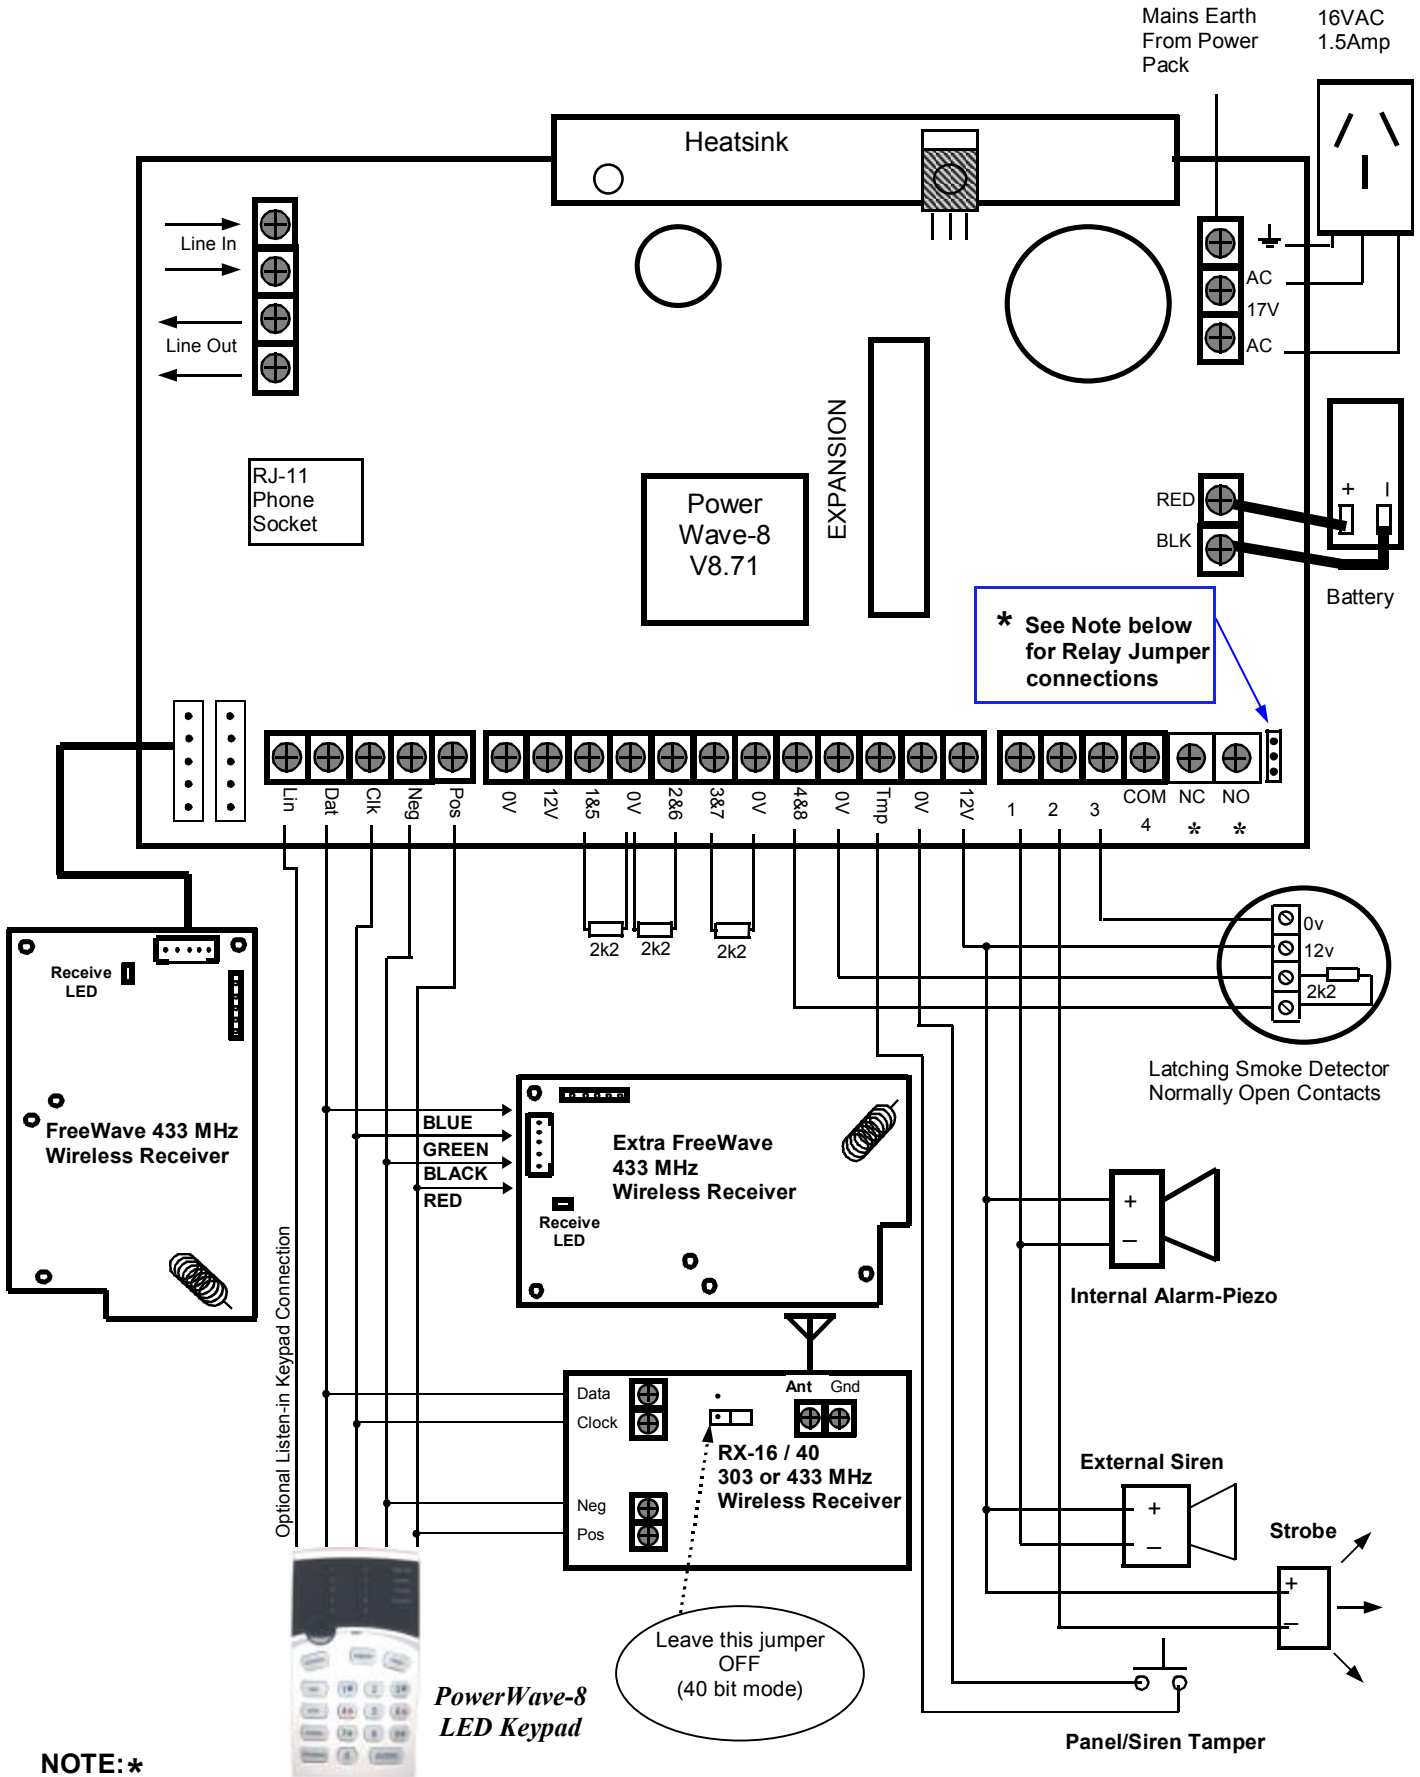 Mains Earth
From Power
Pack
16VAC
1.5Amp
Heatsink
Line In
Line Out
AC
17V
AC
RJ-11
Phone
Socket
Power
Wave-8
V8.71
EXPANSION
RED
BLK
+ –
Battery
* See Note below
for Relay Jumper
connections
Lin Dat Clk Neg Pos 0V 12V 1&5 0V 2&6 3&7 0V 4&8 0V Tmp 0V 12V 1 2 3 COM NC NO
4 * *
2k2 2k2 2k2
0v
12v
2k2
Latching Smoke Detector
Normally Open Contacts
Receive
LED
FreeWave 433 MHz
Wireless Receiver
BLUE
GREEN
BLACK
RED
Extra FreeWave
433 MHz
Wireless Receiver
Receive
LED
+
–
Internal Alarm-Piezo
Optional Listen-in Keypad Connection
Data
Clock
Neg
Pos
Ant Gnd
RX-16 / 40
303 or 433 MHz
Wireless Receiver
External Siren
+
–
Strobe
+
–
Leave this jumper
OFF
(40 bit mode)
PowerWave-8
LED Keypad
Panel/Siren Tamper
NOTE:*